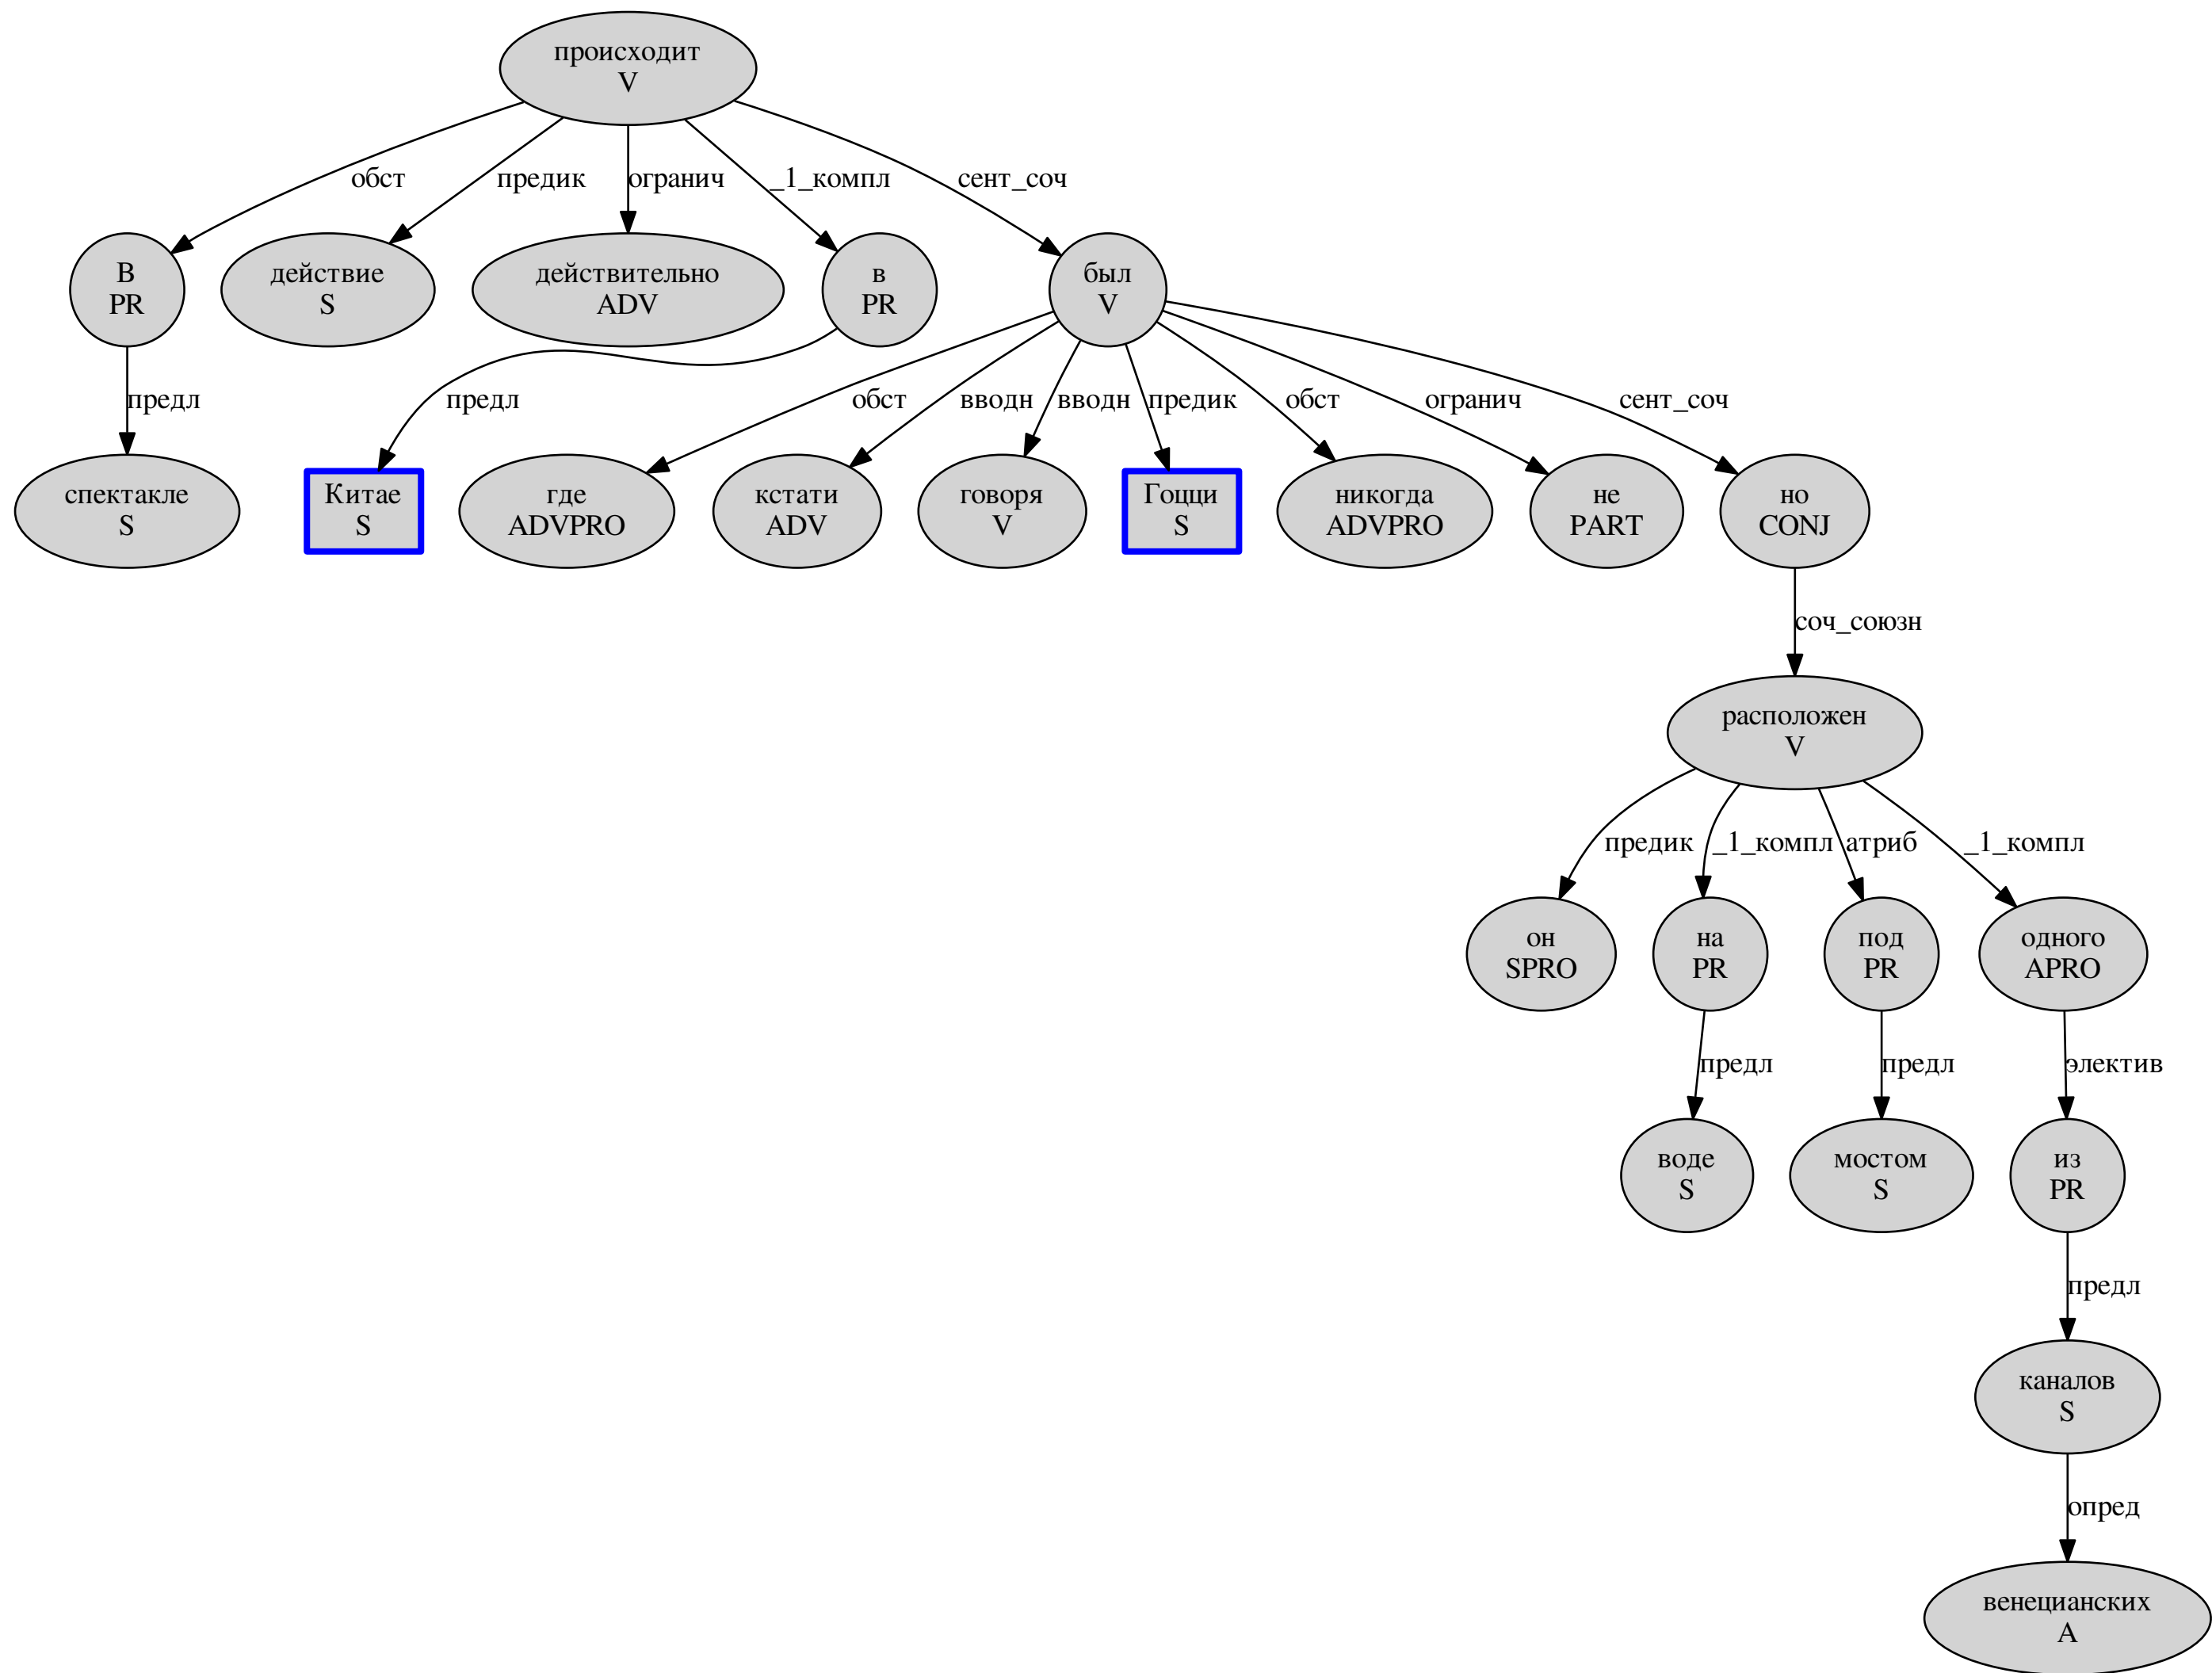 происходит
V
обст
предик
огранич
_1_компл
сент_соч
В
PR
действие
S
действительно
ADV
в
PR
был
V
предл
предл
обст
вводн
вводн
предик
обст
огранич
сент_соч
спектакле
S
Китае
S
где
ADVPRO
кстати
ADV
говоря
V
Гоцци
S
никогда
ADVPRO
не
PART
но
CONJ
соч_союзн
расположен
V
предик
_1_компл
атриб
_1_компл
он
SPRO
на
PR
под
PR
одного
APRO
предл
предл
электив
воде
S
мостом
S
из
PR
предл
каналов
S
опред
венецианских
A